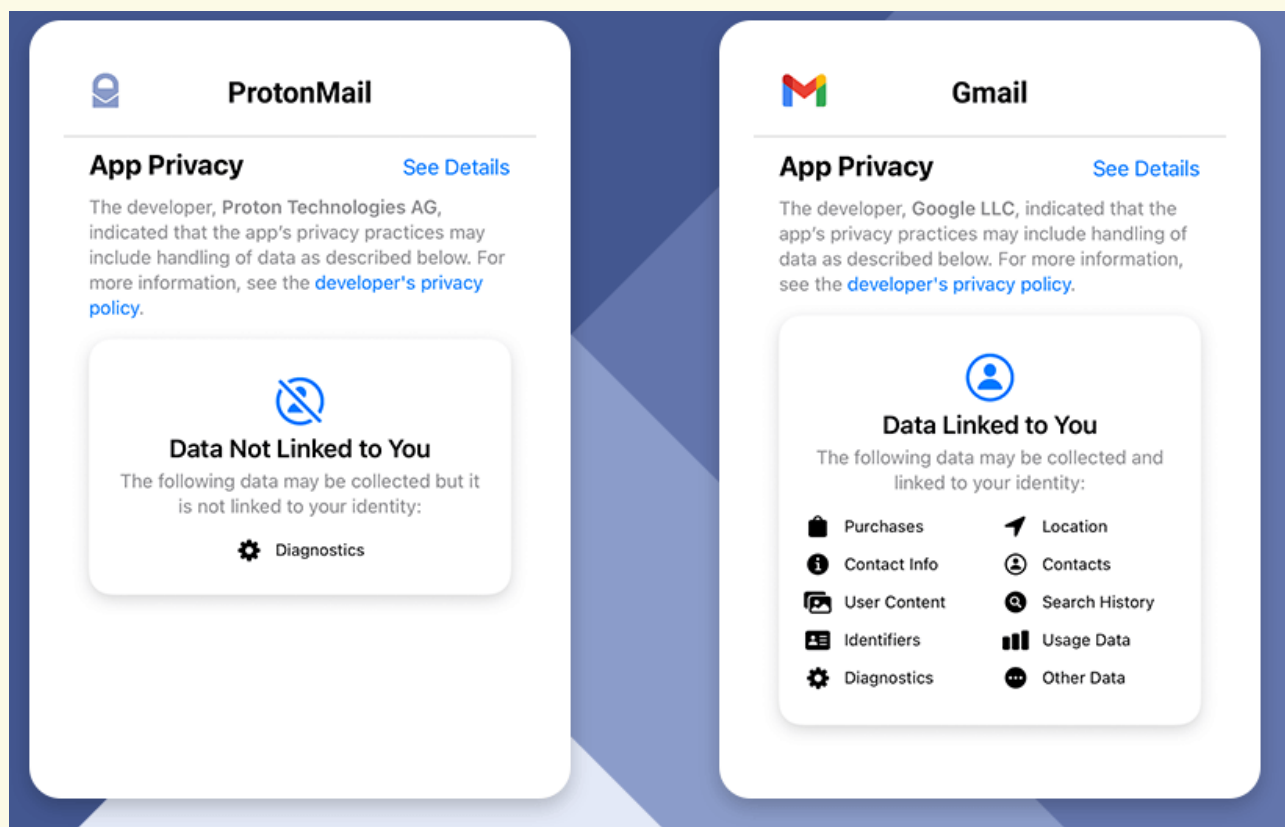 ProtonMail
App Privacy
See Details
The developer, Proton Technologies AG,
indicated that the app's privacy practices may
include handling of data as described below. For
more information, see the developer's privacy
policy.
Data Not Linked to You
The following data may be collected but it
is not linked to your identity:
Diagnostics
Gmail
App Privacy
See Details
The developer, Google LLC, indicated that the
app's privacy practices may include handling of
data as described below. For more information,
see the developer's privacy policy.
Data Linked to You
The following data may be collected and
linked to your identity:
Purchases
Location
Contact Info
Contacts
User Content
Search History
Identifiers
Usage Data
Diagnostics
Other Data